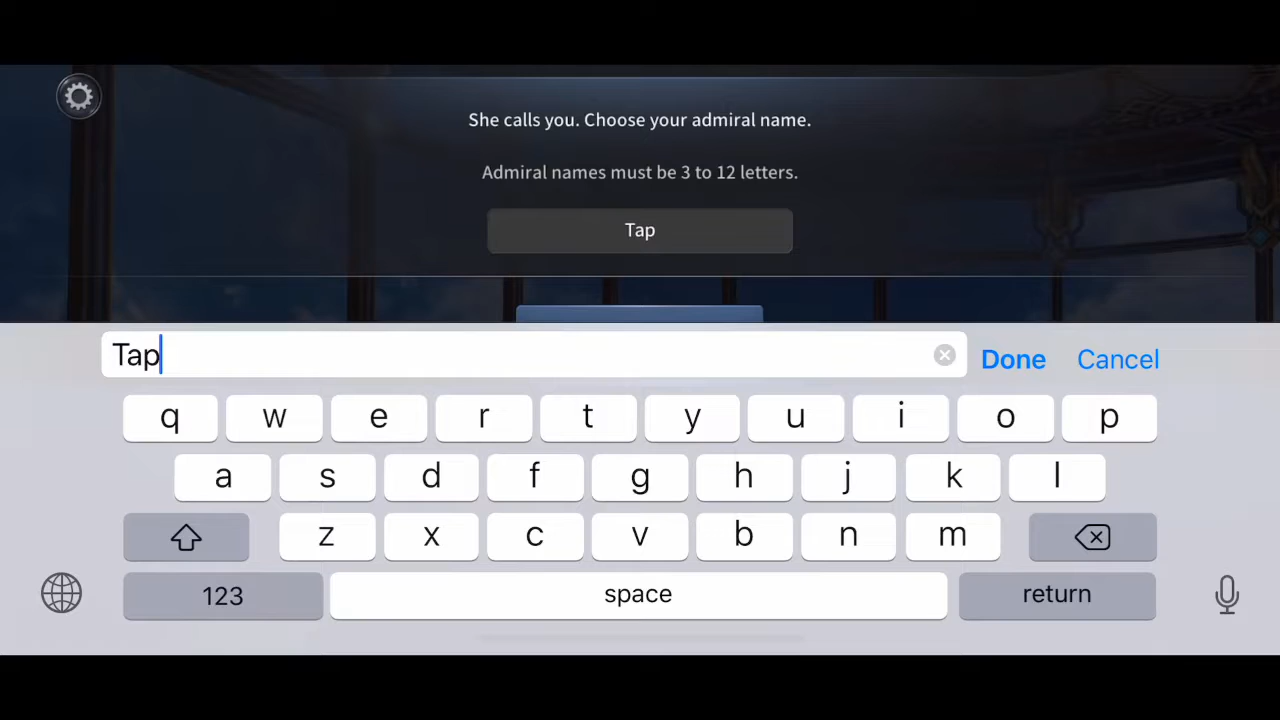 She calls you. Choose your admiral name.
Admiral names must be 3 to 12 letters.
Tap
Tap
Done Cancel
q w e r t y u i o p
a s d f g h j k l
z x c v b n m
123 space return